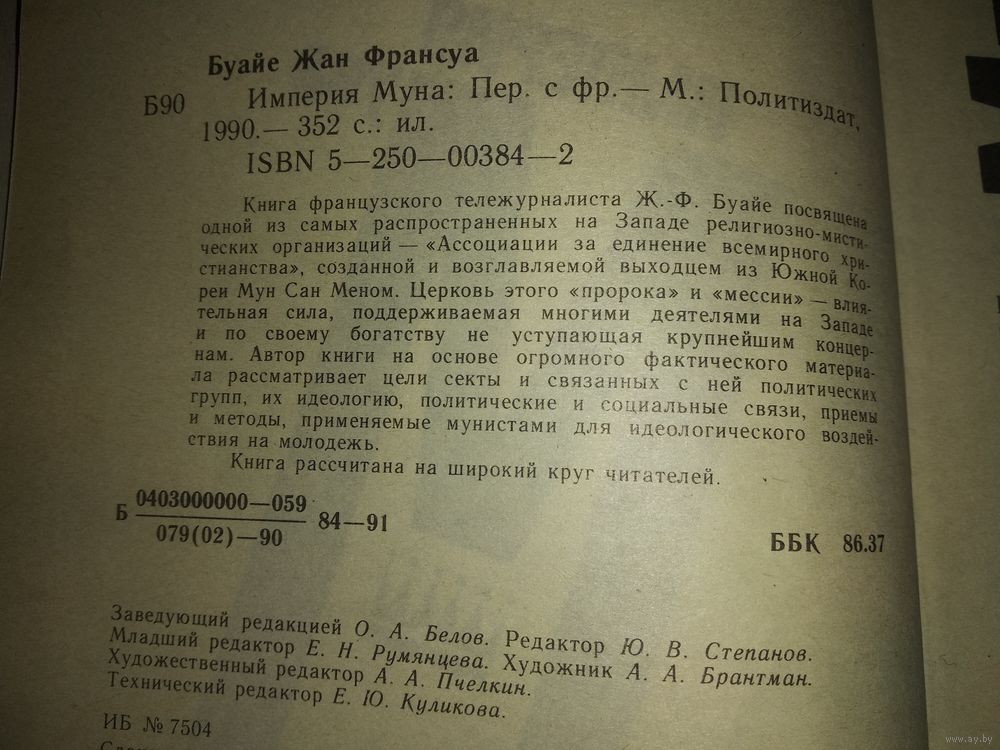 Буайе Жан Франсуа
Б90 Империя Муна: Пер. с фр.— М.: Политиздат,
1990.— 352 с.: ил.
ISBN 5—250—00384—2
Книга французского тележурналиста Ж.-Ф. Буайе посвящена
одной из самых распространенных на Западе религиозно-мисти-
ческих организаций — «Ассоциации за единение всемирного хри-
стианства», созданной и возглавляемой выходцем из Южной Ко-
реи Мун Сан Меном. Церковь этого «пророка» и «мессии» — влия-
тельная сила, поддерживаемая многими деятелями на Западе
и по своему богатству не уступающая крупнейшим концер-
нам. Автор книги на основе огромного фактического материа-
ла рассматривает цели секты и связанных с ней политических
групп, их идеологию, политические и социальные связи, приемы
и методы, применяемые мунистами для идеологического воздей-
ствия на молодежь.
Книга рассчитана на широкий круг читателей.
Б 0403000000—059
079(02)—90 84—91
ББК 86.37
Заведующий редакцией О. А. Белов. Редактор Ю. В. Степанов.
Младший редактор Е. Н. Румянцева. Художник А. А. Брантман.
Художественный редактор А. А. Пчелкин.
Технический редактор Е. Ю. Куликова.
ИБ № 7504
www.ay.by